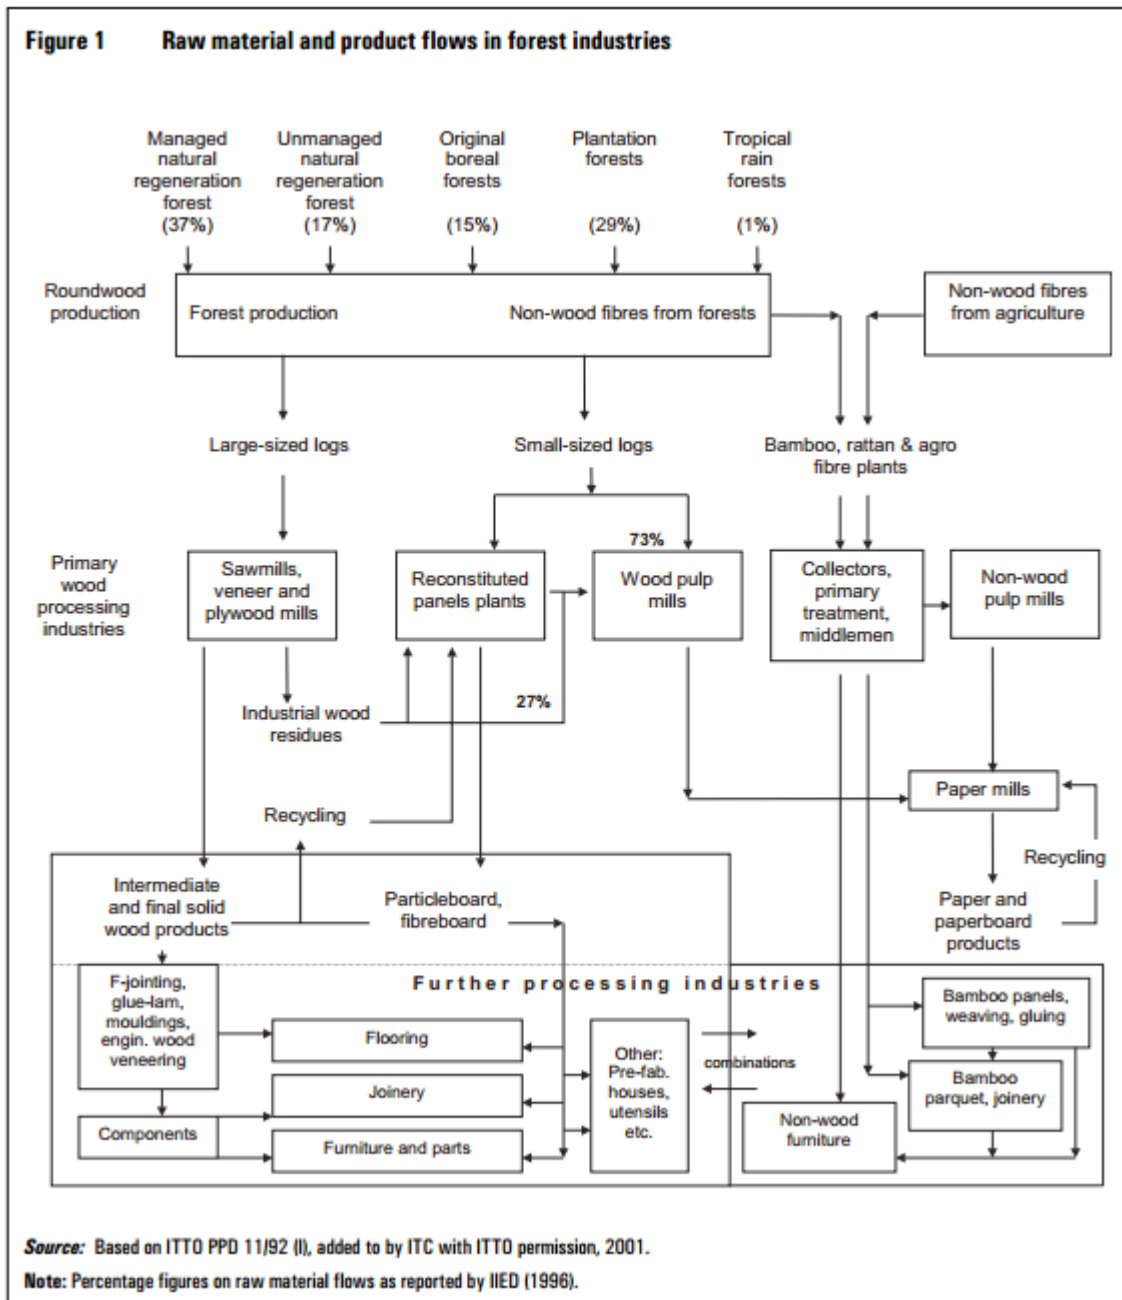 Figure 1 Raw material and product flows in forest industries
Managed
natural
regeneration
forest
(37%)
Unmanaged
natural
regeneration
forest
(17%)
Original
boreal
forests
(15%)
Plantation
forests
(29%)
Tropical
rain
forests
(1%)
Roundwood
production
Forest production
Non-wood fibres from forests
Non-wood fibres
from agriculture
Large-sized logs
Small-sized logs
Bamboo, rattan & agro
fibre plants
Primary
wood
processing
industries
Sawmills,
veneer and
plywood mills
Reconstituted
panels plants
73%
Wood pulp
mills
Collectors,
primary
treatment,
middlemen
Non-wood
pulp mills
Industrial wood
residues
27%
Recycling
Paper mills
Recycling
Intermediate
and final solid
wood products
Particleboard,
fibreboard
Paper and
paperboard
products
Further processing industries
F-jointing,
glue-lam,
mouldings,
engin. wood
veneering
Components
Flooring
Joinery
Furniture and parts
Other:
Pre-fab.
houses,
utensils
etc.
combinations
Bamboo panels,
weaving, gluing
Bamboo
parquet, joinery
Non-wood
furniture
Source: Based on ITTO PPD 11/92 (I), added to by ITC with ITTO permission, 2001.
Note: Percentage figures on raw material flows as reported by IIED (1996).